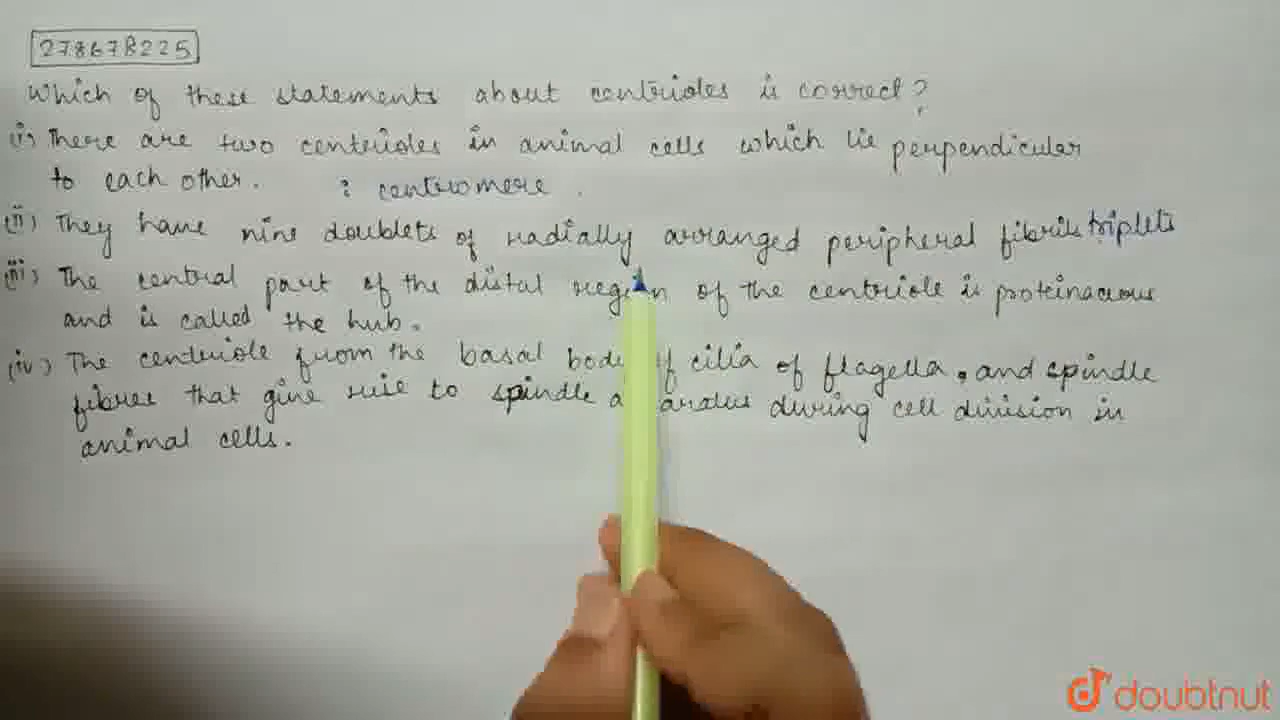 27867B225
Which of these statements about centrioles is correct?
(i) There are two centrioles in animal cells which lie perpendicular
to each other. : centromere.
(ii) They have nine doublets of radially arranged peripheral fibrils triplets
(iii) The central part of the distal region of the centriole is proteinaceous
and is called the hub.
(iv) The centriole from the basal body of cilia of flagella, and spindle
fibres that give rise to spindle during cell division in
animal cells.
doubtnut